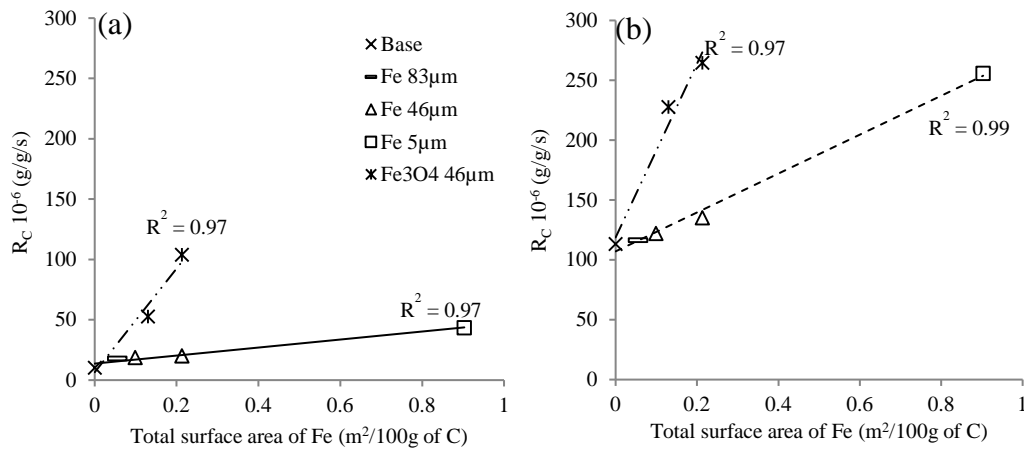 (a)
300
250
200
150
100
50
0
0 0.2 0.4 0.6 0.8 1
R_C 10⁻⁶ (g/g/s)
Total surface area of Fe (m²/100g of C)
Base
Fe 83µm
Fe 46µm
Fe 5µm
Fe3O4 46µm
R² = 0.97
R² = 0.97
(b)
300
250
200
150
100
50
0
0 0.2 0.4 0.6 0.8 1
R_C 10⁻⁶ (g/g/s)
Total surface area of Fe (m²/100g of C)
R² = 0.97
R² = 0.99